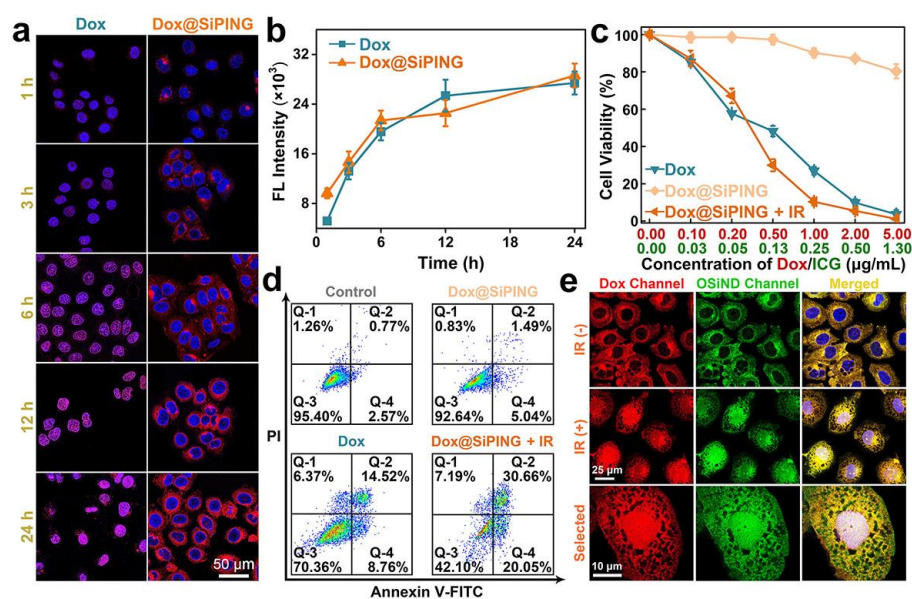 a
Dox
Dox@SiPING
1 h
3 h
6 h
12 h
24 h
50 μm
b
FL Intensity (×10³)
32
24
16
8
Dox
Dox@SiPING
0
6
12
18
24
Time (h)
c
Cell Viability (%)
100
80
60
40
20
0
Dox
Dox@SiPING
Dox@SiPING + IR
0.00 0.10 0.20 0.50 1.00 2.00 5.00
0.00 0.03 0.05 0.13 0.25 0.50 1.30
Concentration of Dox/ICG (μg/mL)
d
Control
Q-1 Q-2
1.26% 0.77%
Q-3 Q-4
95.40% 2.57%
Dox@SiPING
Q-1 Q-2
0.83% 1.49%
Q-3 Q-4
92.64% 5.04%
PI
Dox
Q-1 Q-2
6.37% 14.52%
Q-3 Q-4
70.36% 8.76%
Dox@SiPING + IR
Q-1 Q-2
7.19% 30.66%
Q-3 Q-4
42.10% 20.05%
Annexin V-FITC
e
Dox Channel
OSiND Channel
Merged
IR (-)
IR (+)
25 μm
Selected
10 μm